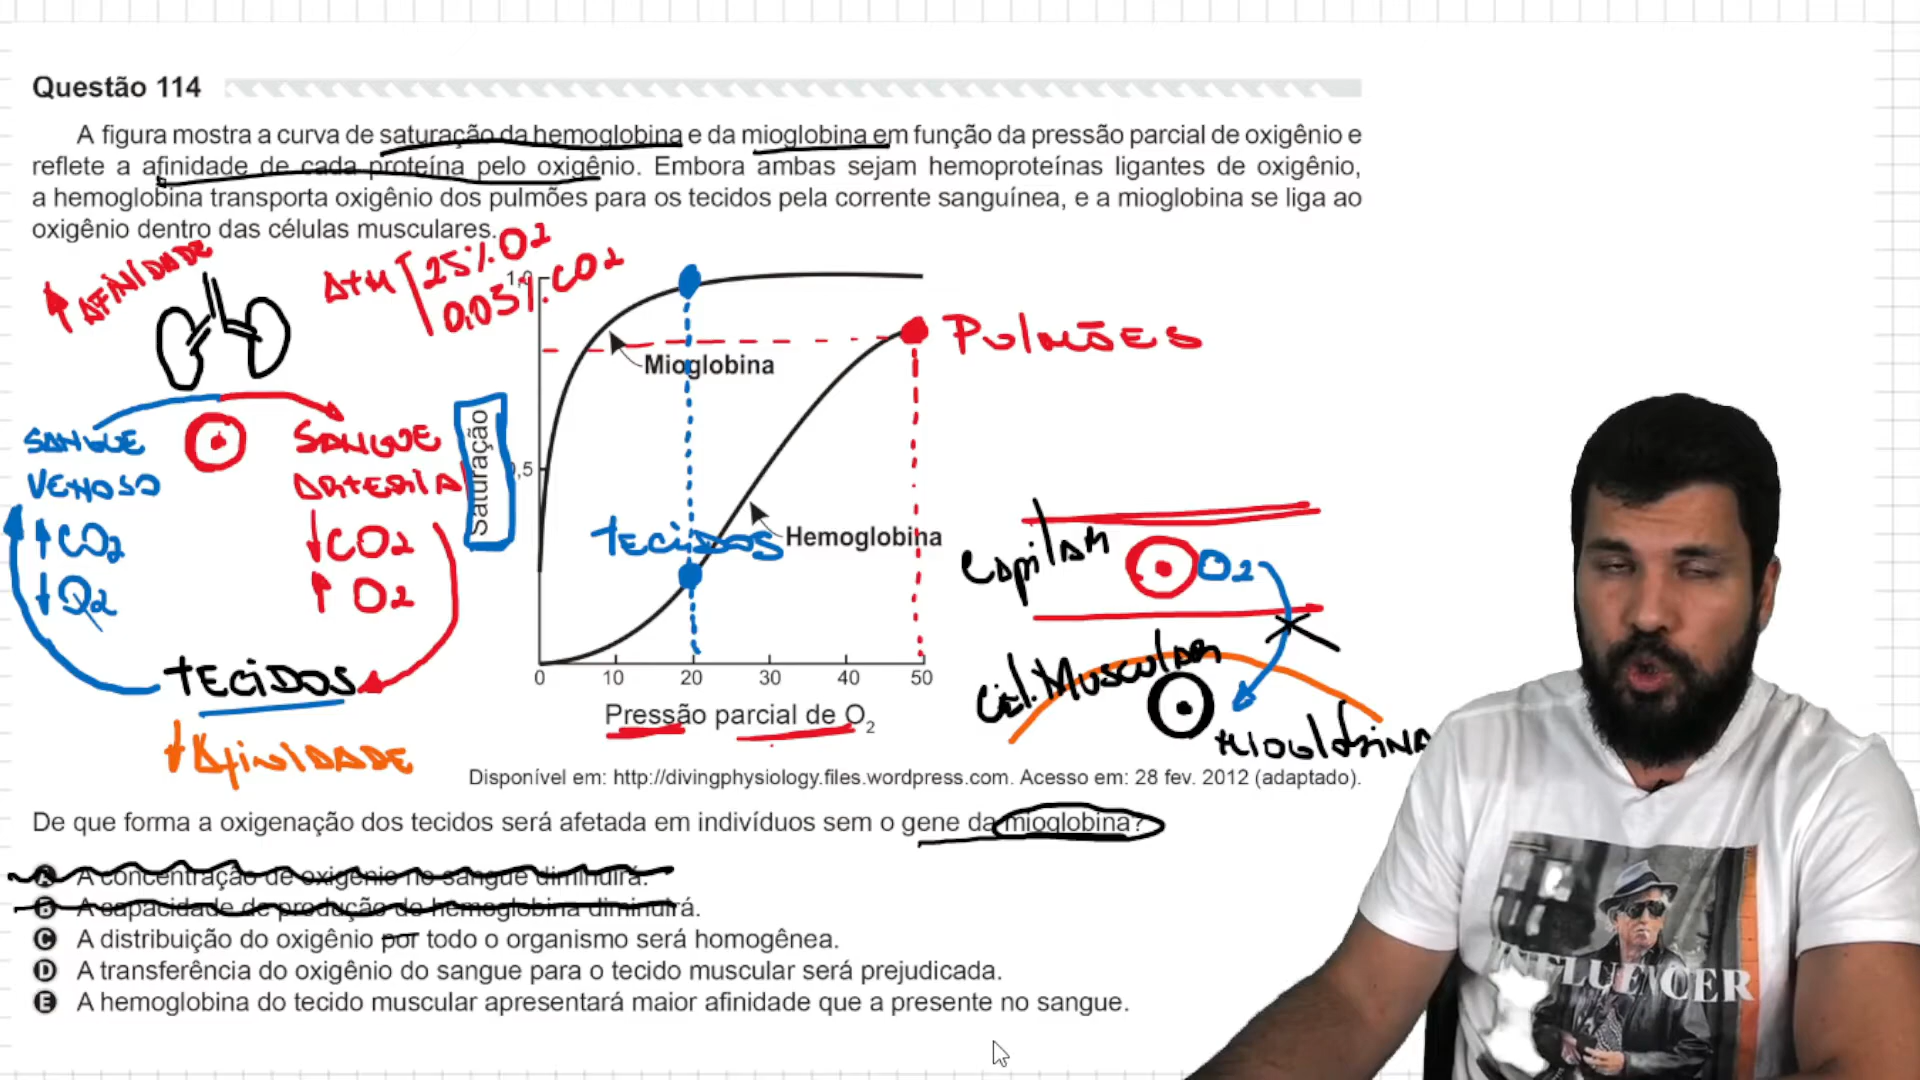 Questão 114
A figura mostra a curva de saturação da hemoglobina e da mioglobina em função da pressão parcial de oxigênio e
reflete a afinidade de cada proteína pelo oxigênio. Embora ambas sejam hemoproteínas ligantes de oxigênio,
a hemoglobina transporta oxigênio dos pulmões para os tecidos pela corrente sanguínea, e a mioglobina se liga ao
oxigênio dentro das células musculares.
↑ AFINIDADE
ATM 25% O2
0,03% CO2
SANGUE
VENOSO
↑CO2
↓O2
SANGUE
ARTERIA
↓CO2
↑ O2
TECIDOS
↓ AfiNIDADE
1,0
0,5
Saturação
Mioglobina
Hemoglobina
TECIDOS
PULMÕES
0 10 20 30 40 50
Pressão parcial de O2
Capilar
O2
Cél. Muscular
Mioglobina
Disponível em: http://divingphysiology.files.wordpress.com. Acesso em: 28 fev. 2012 (adaptado).
De que forma a oxigenação dos tecidos será afetada em indivíduos sem o gene da mioglobina?
A A concentração de oxigênio no sangue diminuirá.
B A capacidade de produção de hemoglobina diminuirá.
C A distribuição do oxigênio por todo o organismo será homogênea.
D A transferência do oxigênio do sangue para o tecido muscular será prejudicada.
E A hemoglobina do tecido muscular apresentará maior afinidade que a presente no sangue.
INFLUENCER